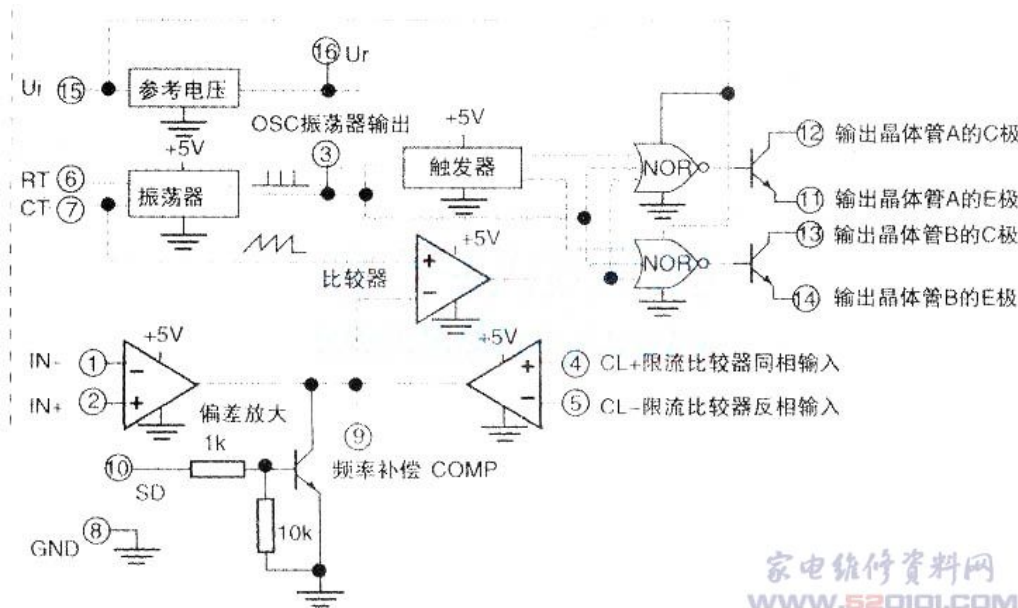 ⑯ Ur
Ui ⑮ 参考电压
OSC振荡器输出
+5V
+5V
RT ⑥ 振荡器
CT ⑦
③
触发器
NOR
⑫ 输出晶体管A的C极
⑪ 输出晶体管A的E极
+5V
比较器
+
−
NOR
⑬ 输出晶体管B的C极
⑭ 输出晶体管B的E极
+5V
+5V
IN- ①
−
IN+ ②
+
偏差放大
+
−
④ CL+限流比较器同相输入
⑤ CL-限流比较器反相输入
1k
⑨
频率补偿 COMP
⑩
SD
10k
⑧
GND
家电维修资料网
WWW.520101.COM